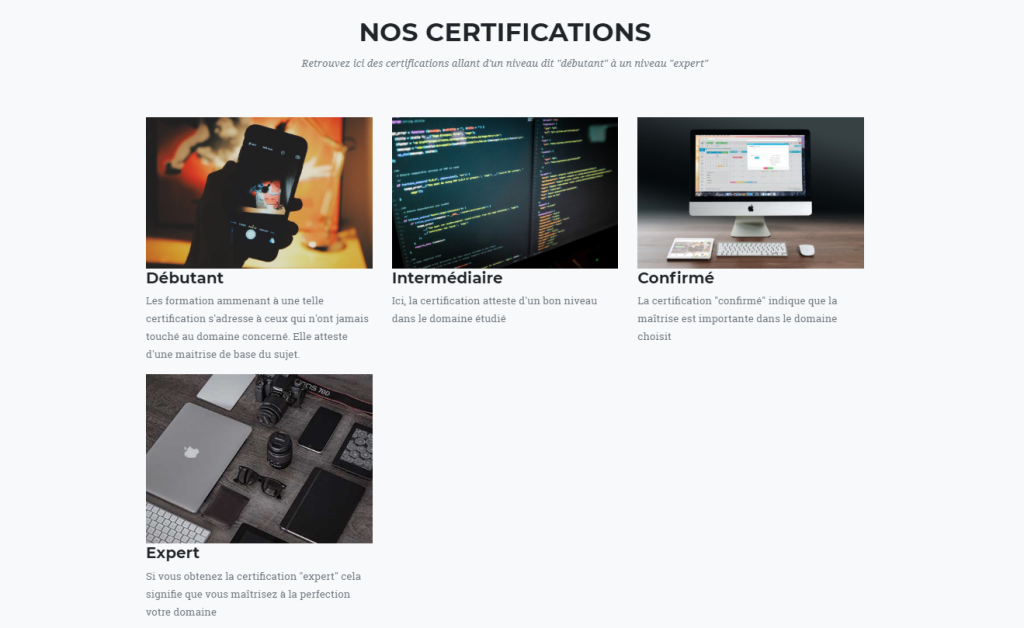 NOS CERTIFICATIONS
Retrouvez ici des certifications allant d'un niveau dit "débutant" à un niveau "expert"
Débutant
Les formation ammenant à une telle
certification s'adresse à ceux qui n'ont jamais
touché au domaine concerné. Elle atteste
d'une maitrise de base du sujet.
Intermédiaire
Ici, la certification atteste d'un bon niveau
dans le domaine étudié
Confirmé
La certification "confirmé" indique que la
maîtrise est importante dans le domaine
choisit
Expert
Si vous obtenez la certification "expert" cela
signifie que vous maîtrisez à la perfection
votre domaine